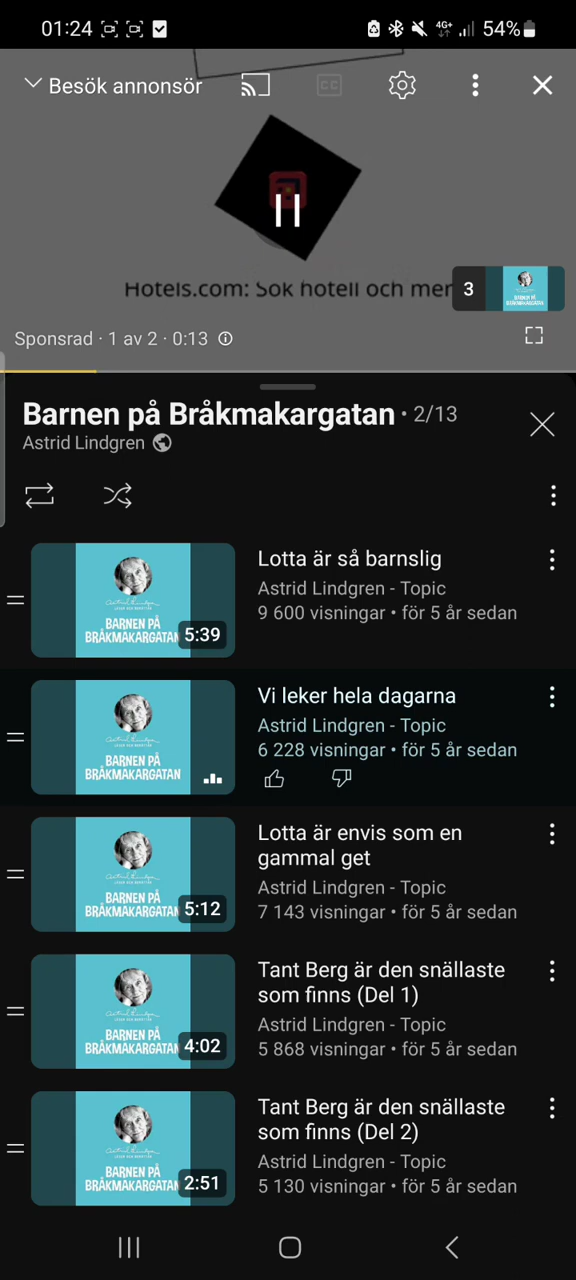 01:24
4G+
54%
Besök annonsör
CC
Hotels.com: Sök hotell och mer
3
Sponsrad · 1 av 2 · 0:13
Barnen på Bråkmakargatan · 2/13
Astrid Lindgren
BARNEN PÅ
BRÅKMAKARGATAN
5:39
Lotta är så barnslig
Astrid Lindgren - Topic
9 600 visningar • för 5 år sedan
BARNEN PÅ
BRÅKMAKARGATAN
Vi leker hela dagarna
Astrid Lindgren - Topic
6 228 visningar • för 5 år sedan
BARNEN PÅ
BRÅKMAKARGATAN
5:12
Lotta är envis som en
gammal get
Astrid Lindgren - Topic
7 143 visningar • för 5 år sedan
BARNEN PÅ
BRÅKMAKARGATAN
4:02
Tant Berg är den snällaste
som finns (Del 1)
Astrid Lindgren - Topic
5 868 visningar • för 5 år sedan
BARNEN PÅ
BRÅKMAKARGATAN
2:51
Tant Berg är den snällaste
som finns (Del 2)
Astrid Lindgren - Topic
5 130 visningar • för 5 år sedan